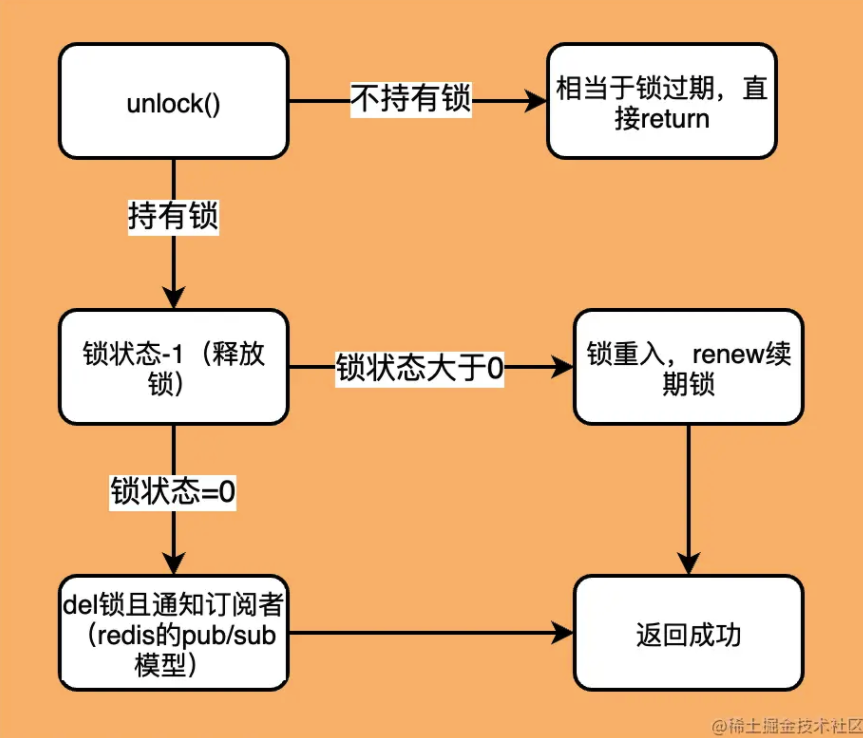 unlock()
不持有锁
相当于锁过期，直
接return
持有锁
锁状态-1（释放
锁）
锁状态大于0
锁重入，renew续
期锁
锁状态=0
del锁且通知订阅者
（redis的pub/sub
模型）
返回成功
@稀土掘金技术社区